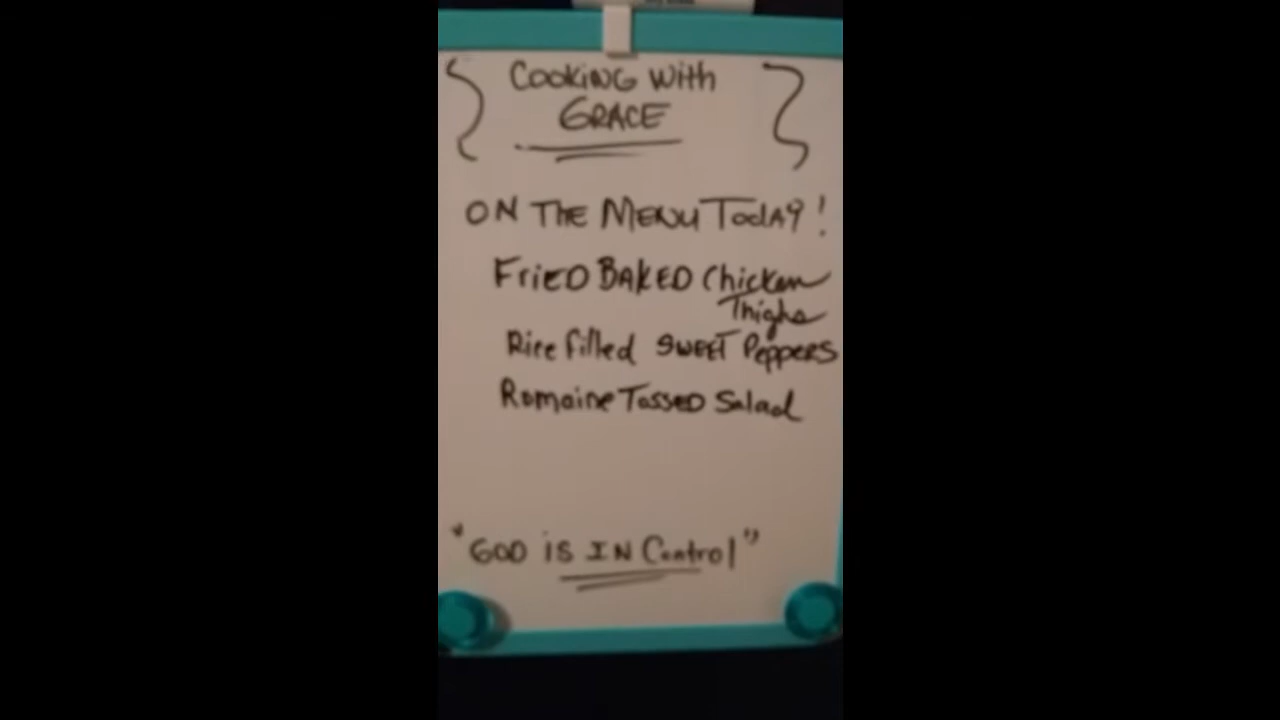 COOKING With
GRACE
ON THE MENU TodAY!
FriED BAKED Chicken
Thighs
Rice filled SWEET PeppeRS
Romaine TossED Salad
"GOD iS IN Control"